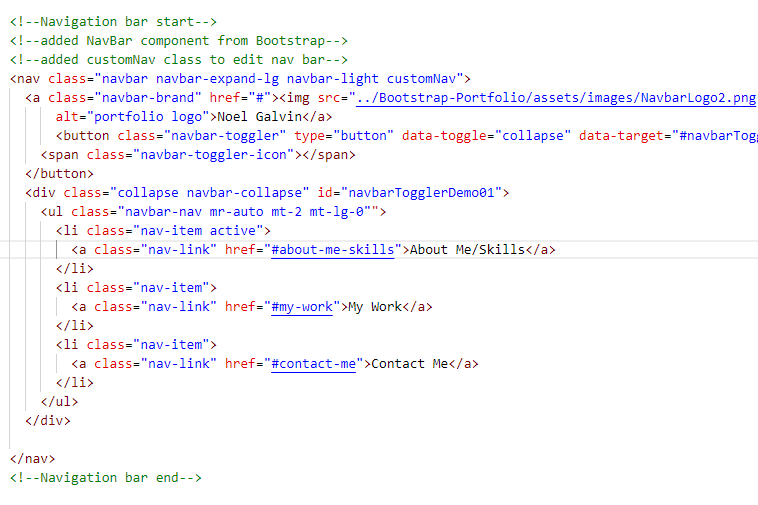 <!--Navigation bar start-->
<!--added NavBar component from Bootstrap-->
<!--added customNav class to edit nav bar-->
<nav class="navbar navbar-expand-lg navbar-light customNav">
<a class="navbar-brand" href="#"><img src="../Bootstrap-Portfolio/assets/images/NavbarLogo2.png
alt="portfolio logo">Noel Galvin</a>
<button class="navbar-toggler" type="button" data-toggle="collapse" data-target="#navbarTogg
<span class="navbar-toggler-icon"></span>
</button>
<div class="collapse navbar-collapse" id="navbarTogglerDemo01">
<ul class="navbar-nav mr-auto mt-2 mt-lg-0"">
<li class="nav-item active">
<a class="nav-link" href="#about-me-skills">About Me/Skills</a>
</li>
<li class="nav-item">
<a class="nav-link" href="#my-work">My Work</a>
</li>
<li class="nav-item">
<a class="nav-link" href="#contact-me">Contact Me</a>
</li>
</ul>
</div>
</nav>
<!--Navigation bar end-->